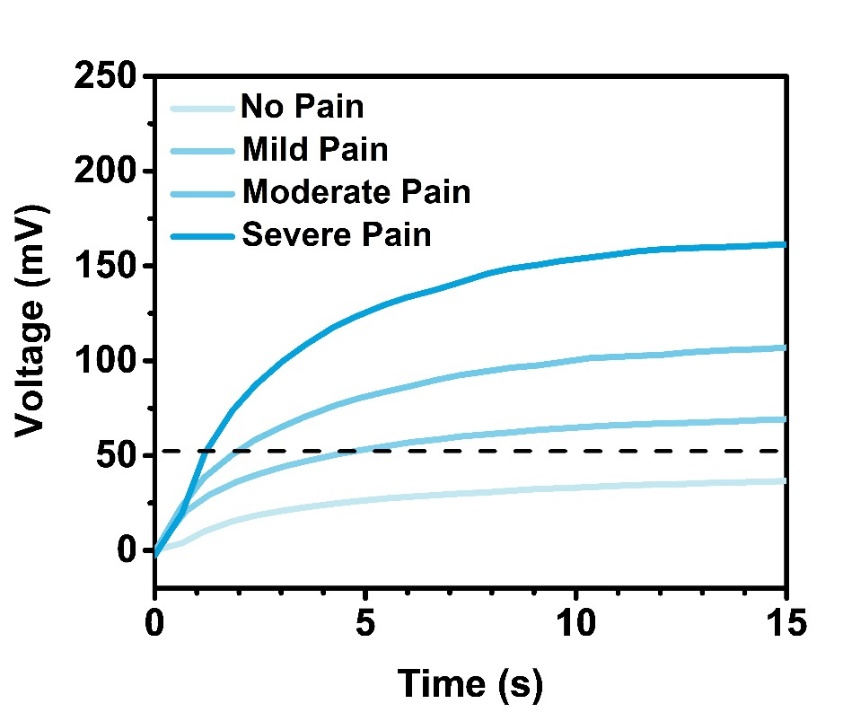 250
200
150
100
50
0
Voltage (mV)
No Pain
Mild Pain
Moderate Pain
Severe Pain
0 5 10 15
Time (s)